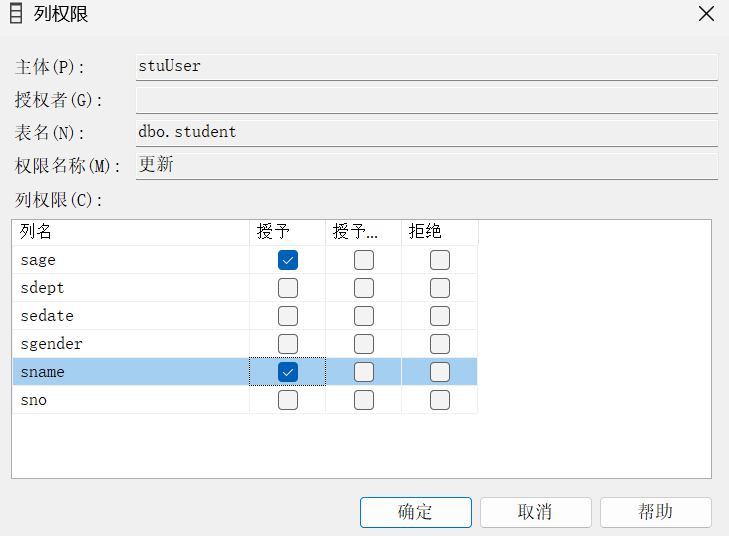 列权限
主体(P): stuUser
授权者(G):
表名(N): dbo.student
权限名称(M): 更新
列权限(C):
列名 授予 授予... 拒绝
sage
sdept
sedate
sgender
sname
sno
确定 取消 帮助